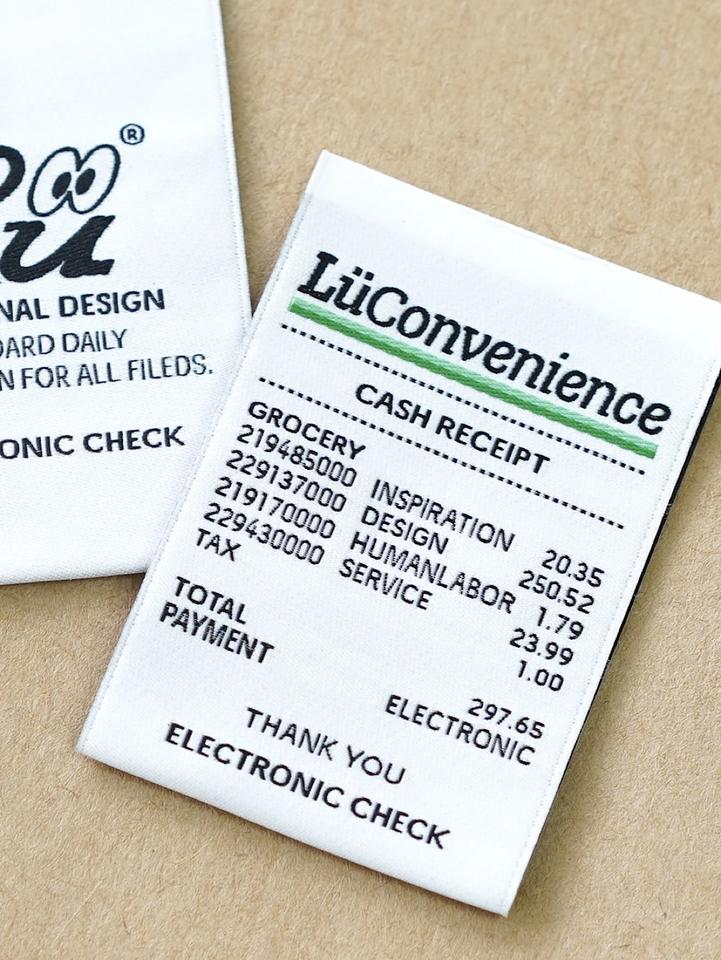 ®
u
NAL DESIGN
OARD DAILY
N FOR ALL FILEDS.
ONIC CHECK
LüConvenience
CASH RECEIPT
GROCERY
219485000 INSPIRATION 20.35
229137000 DESIGN 250.52
219170000 HUMANLABOR 1.79
229430000 SERVICE 23.99
TAX 1.00
TOTAL 297.65
PAYMENT ELECTRONIC
THANK YOU
ELECTRONIC CHECK